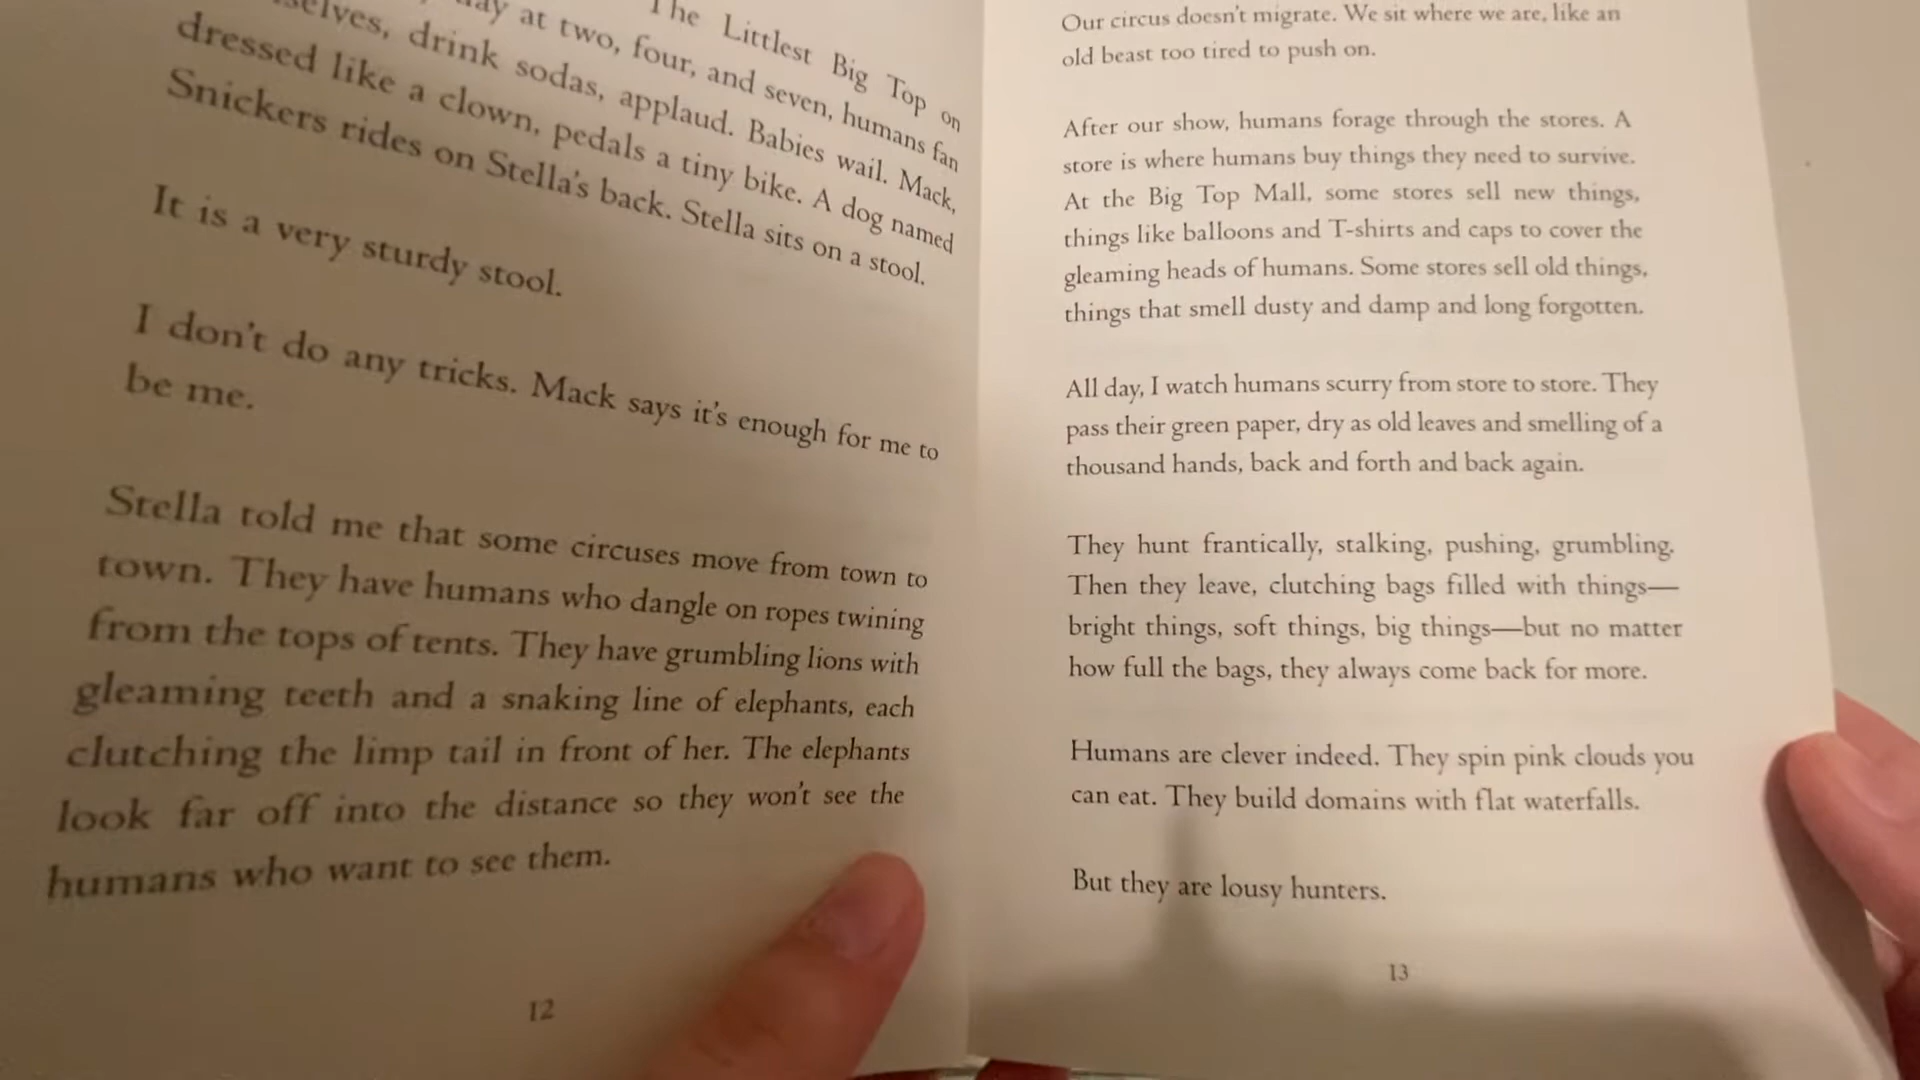 The Littlest Big Top on
at two, four, and seven, humans fan
drink sodas, applaud. Babies wail. Mack,
dressed like a clown, pedals a tiny bike. A dog named
Snickers rides on Stella's back. Stella sits on a stool.
It is a very sturdy stool.
I don't do any tricks. Mack says it's enough for me to
be me.
Stella told me that some circuses move from town to
town. They have humans who dangle on ropes twining
from the tops of tents. They have grumbling lions with
gleaming teeth and a snaking line of elephants, each
clutching the limp tail in front of her. The elephants
look far off into the distance so they won't see the
humans who want to see them.
12
Our circus doesn't migrate. We sit where we are, like an
old beast too tired to push on.
After our show, humans forage through the stores. A
store is where humans buy things they need to survive.
At the Big Top Mall, some stores sell new things,
things like balloons and T-shirts and caps to cover the
gleaming heads of humans. Some stores sell old things,
things that smell dusty and damp and long forgotten.
All day, I watch humans scurry from store to store. They
pass their green paper, dry as old leaves and smelling of a
thousand hands, back and forth and back again.
They hunt frantically, stalking, pushing, grumbling.
Then they leave, clutching bags filled with things—
bright things, soft things, big things—but no matter
how full the bags, they always come back for more.
Humans are clever indeed. They spin pink clouds you
can eat. They build domains with flat waterfalls.
But they are lousy hunters.
13